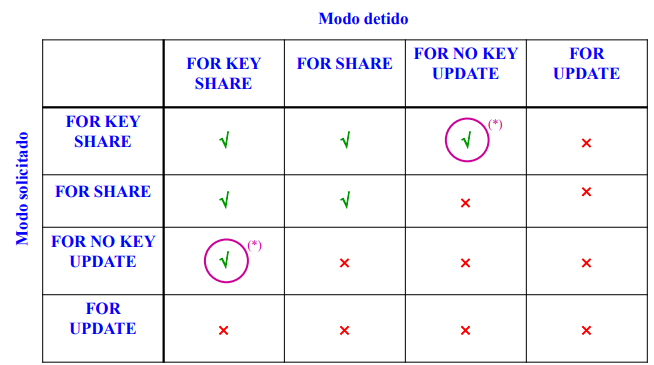 Modo detido
FOR KEY
SHARE
FOR SHARE
FOR NO KEY
UPDATE
FOR
UPDATE
Modo solicitado
FOR KEY
SHARE
√ √ √ (*) ×
FOR SHARE
√ √ × ×
FOR NO KEY
UPDATE
√ (*) × × ×
FOR
UPDATE
× × × ×